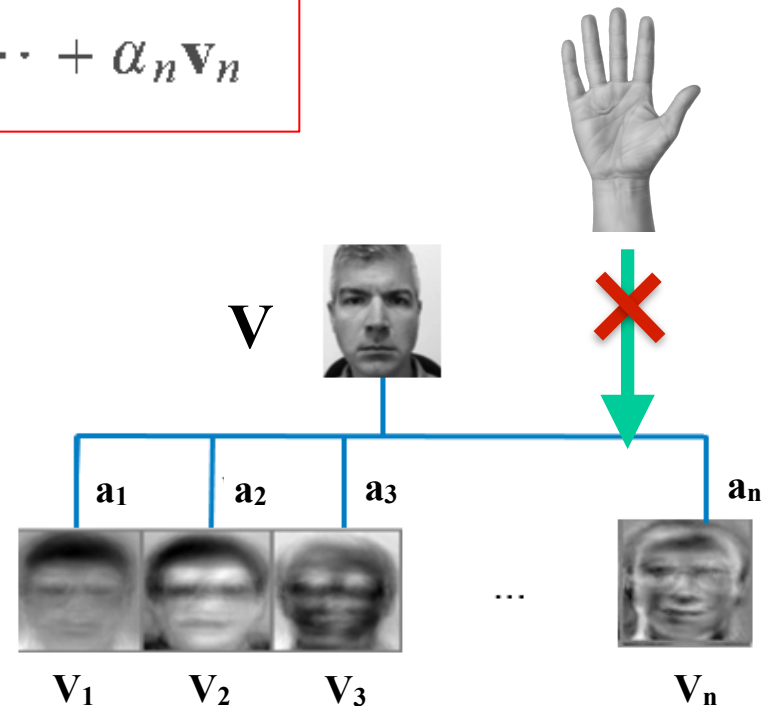 ·· + αₙvₙ
V
a₁ a₂ a₃ aₙ
...
V₁ V₂ V₃ Vₙ